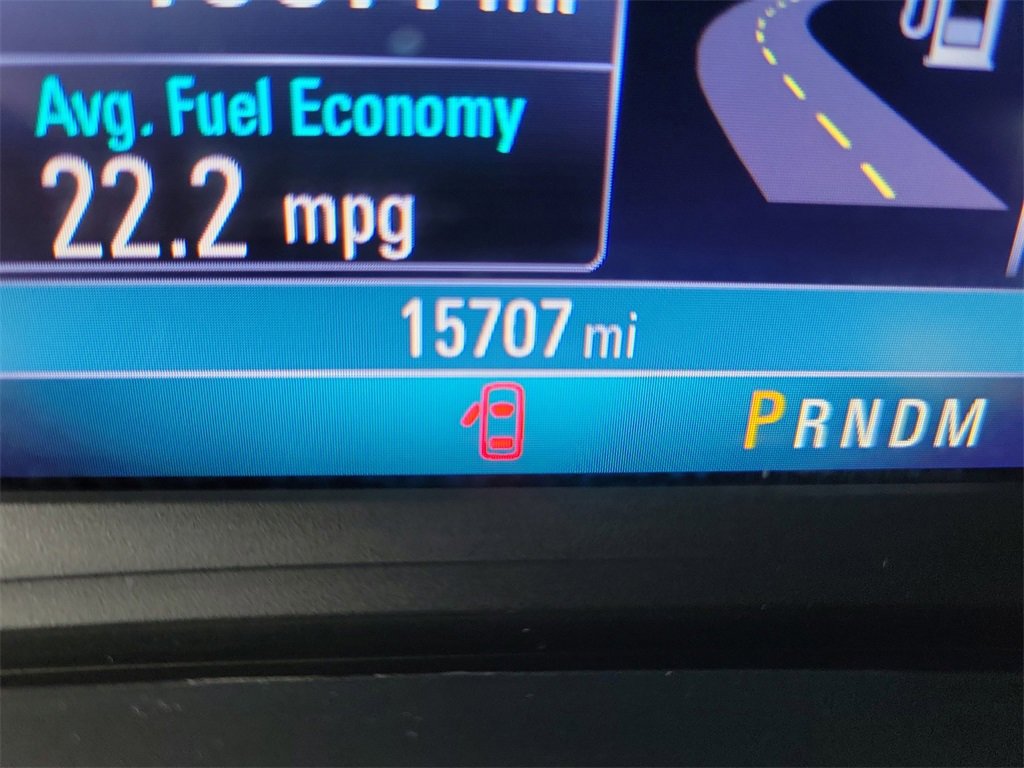 Avg. Fuel Economy
22.2 mpg
15707 mi
PRNDM